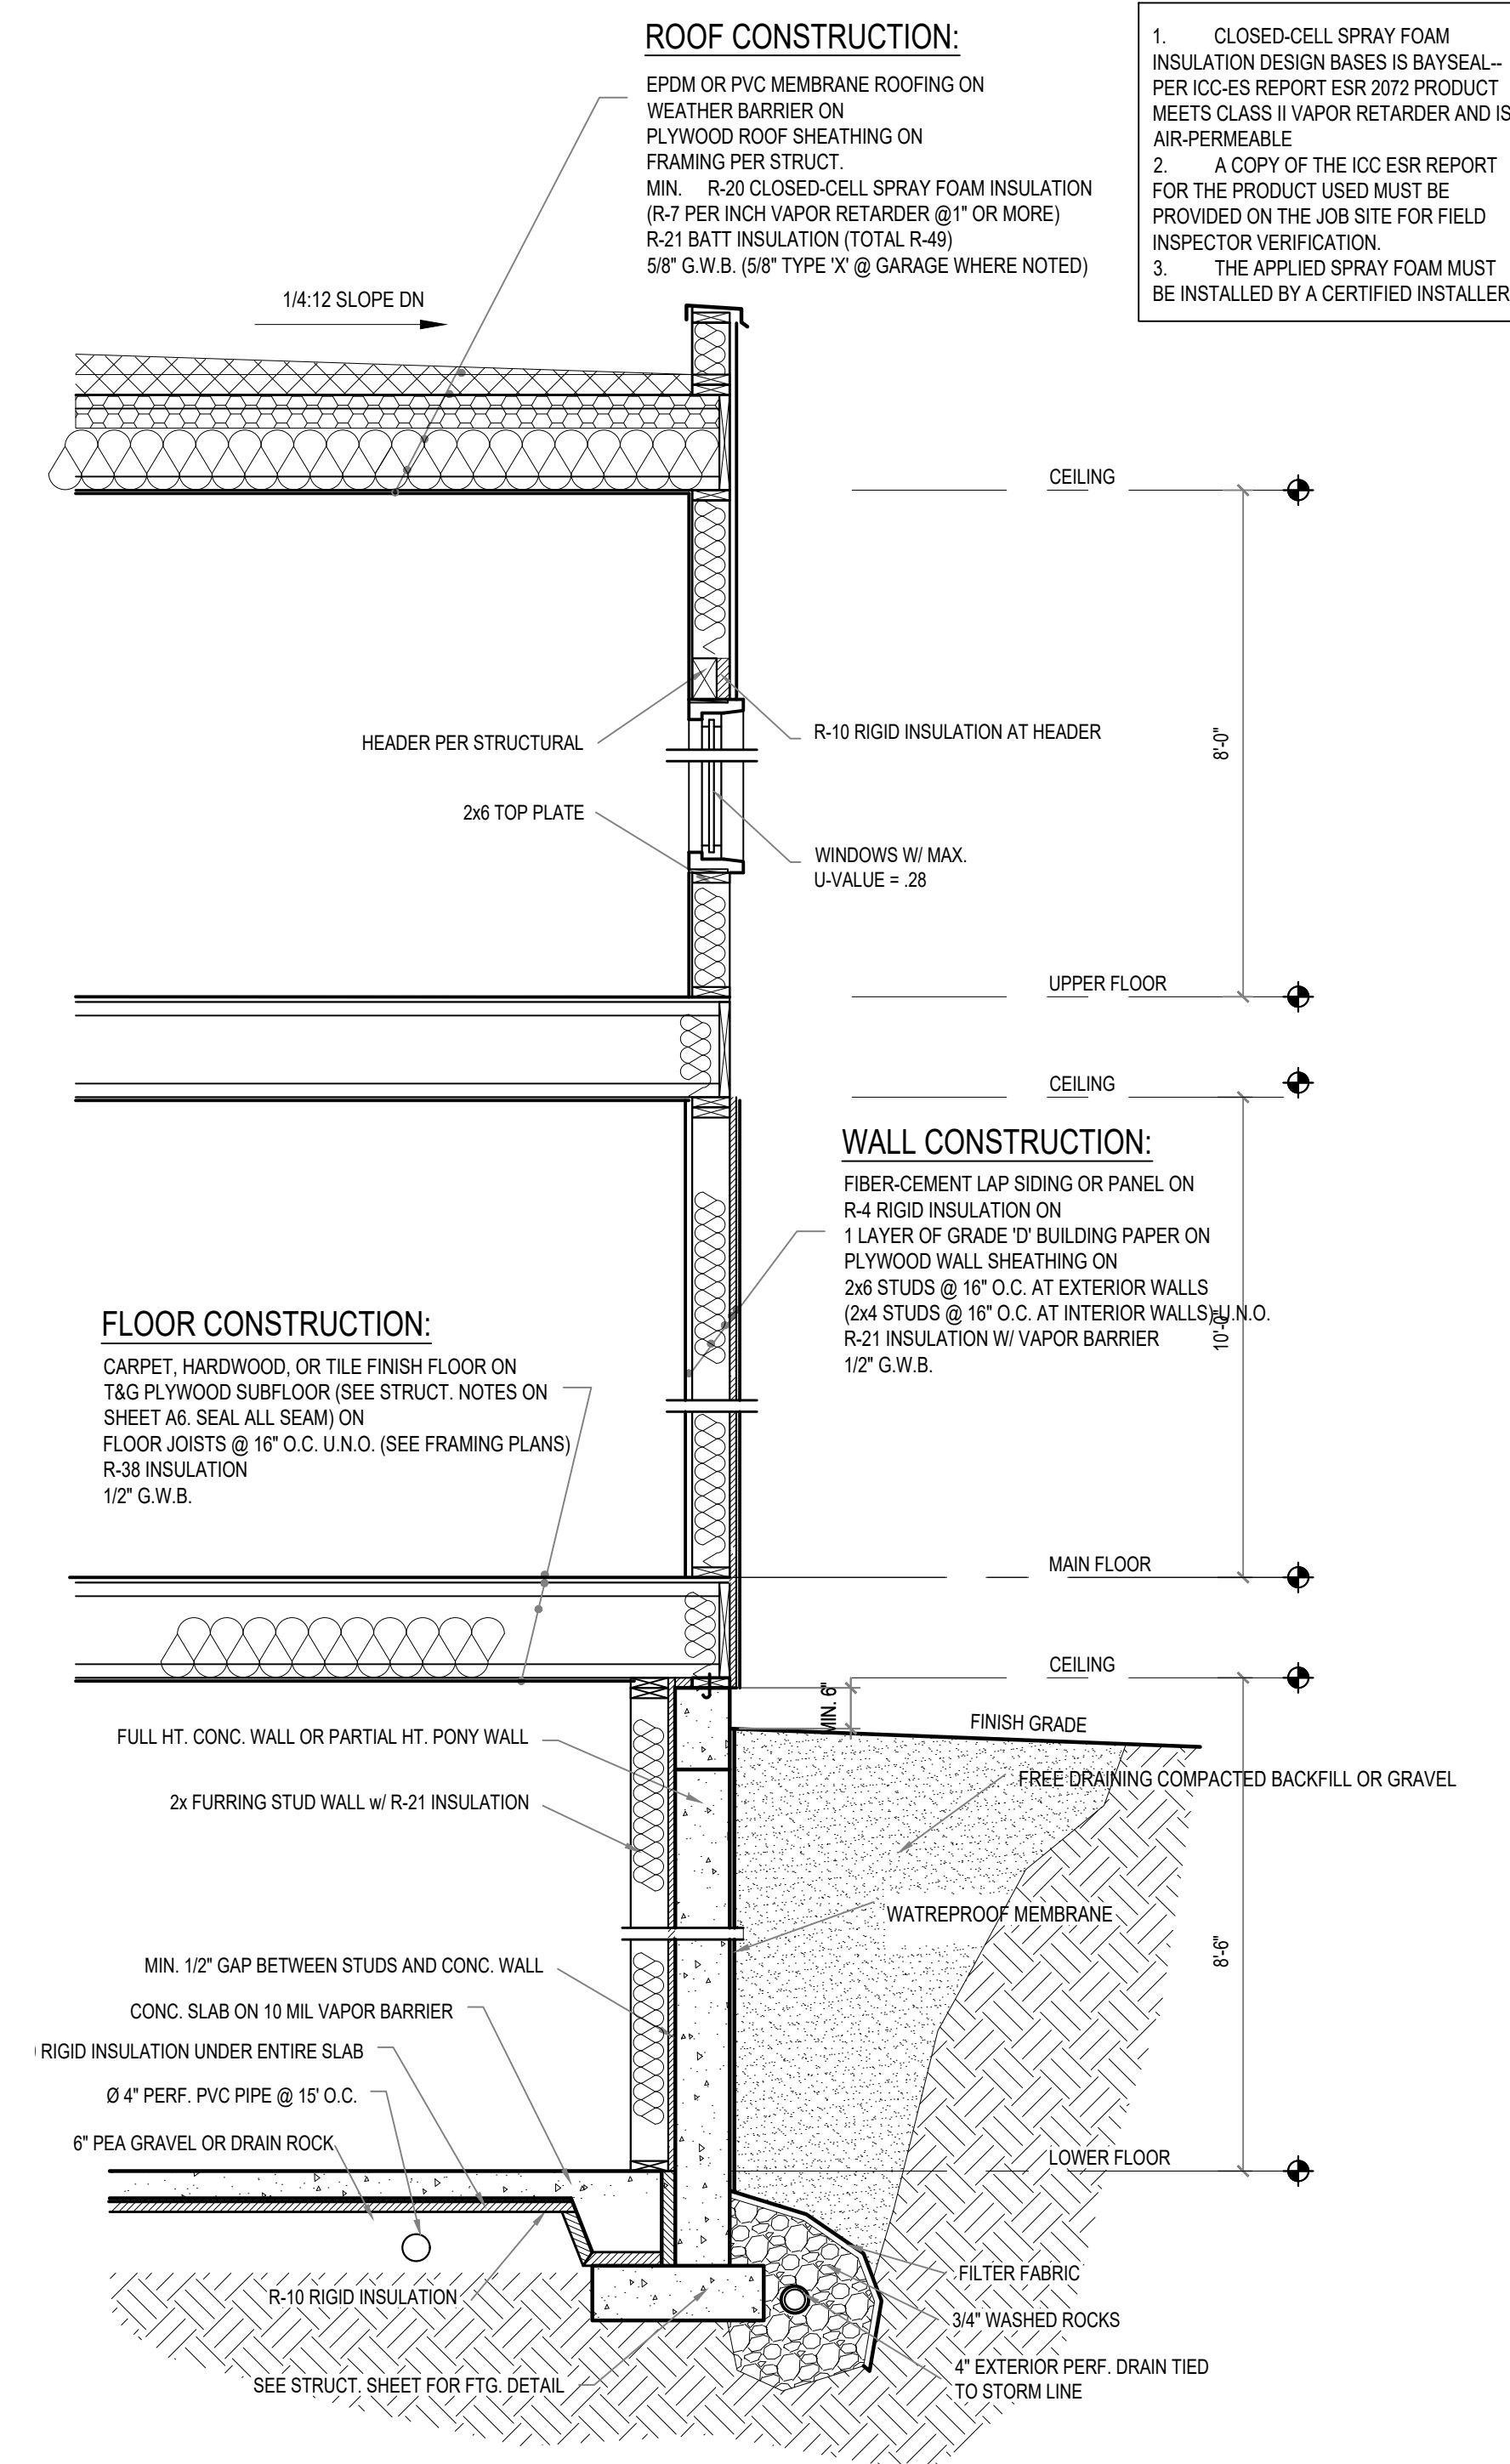 ROOF CONSTRUCTION:
EPDM OR PVC MEMBRANE ROOFING ON
WEATHER BARRIER ON
PLYWOOD ROOF SHEATHING ON
FRAMING PER STRUCT.
MIN. R-20 CLOSED-CELL SPRAY FOAM INSULATION
(R-7 PER INCH VAPOR RETARDER @1" OR MORE)
R-21 BATT INSULATION (TOTAL R-49)
5/8" G.W.B. (5/8" TYPE 'X' @ GARAGE WHERE NOTED)
1. CLOSED-CELL SPRAY FOAM
INSULATION DESIGN BASES IS BAYSEAL--
PER ICC-ES REPORT ESR 2072 PRODUCT
MEETS CLASS II VAPOR RETARDER AND IS
AIR-PERMEABLE
2. A COPY OF THE ICC ESR REPORT
FOR THE PRODUCT USED MUST BE
PROVIDED ON THE JOB SITE FOR FIELD
INSPECTOR VERIFICATION.
3. THE APPLIED SPRAY FOAM MUST
BE INSTALLED BY A CERTIFIED INSTALLER
1/4:12 SLOPE DN
CEILING
HEADER PER STRUCTURAL
R-10 RIGID INSULATION AT HEADER
8'-0"
2x6 TOP PLATE
WINDOWS W/ MAX.
U-VALUE = .28
UPPER FLOOR
CEILING
WALL CONSTRUCTION:
FIBER-CEMENT LAP SIDING OR PANEL ON
R-4 RIGID INSULATION ON
1 LAYER OF GRADE 'D' BUILDING PAPER ON
PLYWOOD WALL SHEATHING ON
2x6 STUDS @ 16" O.C. AT EXTERIOR WALLS
(2x4 STUDS @ 16" O.C. AT INTERIOR WALLS) U.N.O.
R-21 INSULATION W/ VAPOR BARRIER
1/2" G.W.B.
10'-0"
FLOOR CONSTRUCTION:
CARPET, HARDWOOD, OR TILE FINISH FLOOR ON
T&G PLYWOOD SUBFLOOR (SEE STRUCT. NOTES ON
SHEET A6. SEAL ALL SEAM) ON
FLOOR JOISTS @ 16" O.C. U.N.O. (SEE FRAMING PLANS)
R-38 INSULATION
1/2" G.W.B.
MAIN FLOOR
CEILING
MIN. 6"
FINISH GRADE
FULL HT. CONC. WALL OR PARTIAL HT. PONY WALL
FREE DRAINING COMPACTED BACKFILL OR GRAVEL
2x FURRING STUD WALL w/ R-21 INSULATION
WATREPROOF MEMBRANE
8'-6"
MIN. 1/2" GAP BETWEEN STUDS AND CONC. WALL
CONC. SLAB ON 10 MIL VAPOR BARRIER
RIGID INSULATION UNDER ENTIRE SLAB
Ø 4" PERF. PVC PIPE @ 15' O.C.
6" PEA GRAVEL OR DRAIN ROCK
LOWER FLOOR
R-10 RIGID INSULATION
FILTER FABRIC
3/4" WASHED ROCKS
SEE STRUCT. SHEET FOR FTG. DETAIL
4" EXTERIOR PERF. DRAIN TIED
TO STORM LINE